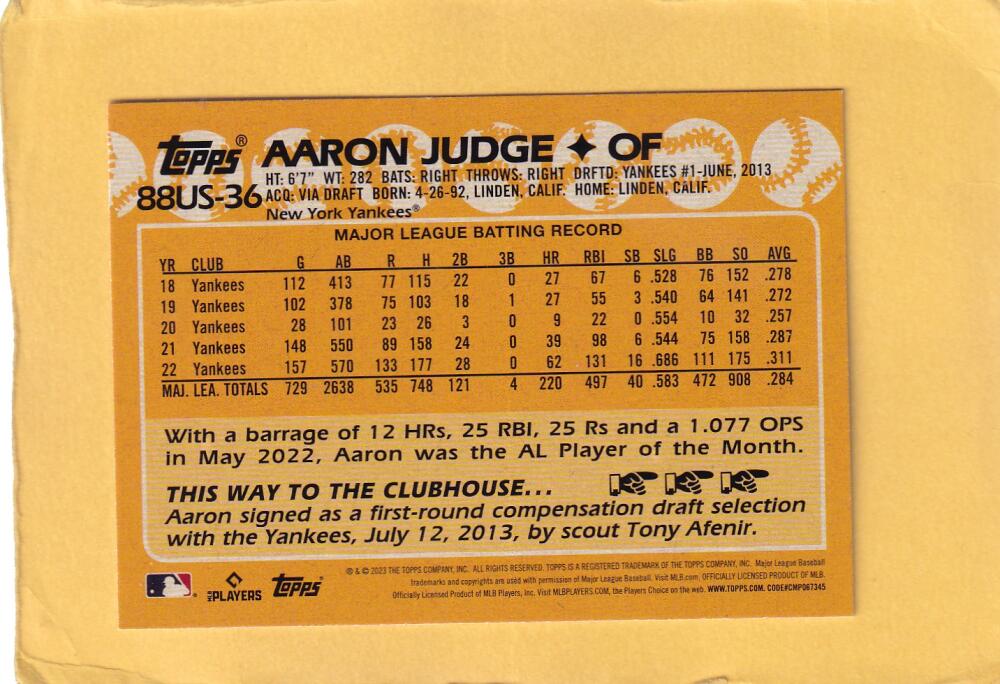 topps® AARON JUDGE ✦ OF
HT: 6'7" WT: 282 BATS: RIGHT THROWS: RIGHT DRFTD: YANKEES #1-JUNE, 2013
88US-36 ACQ: VIA DRAFT BORN: 4-26-92, LINDEN, CALIF. HOME: LINDEN, CALIF.
New York Yankees®
MAJOR LEAGUE BATTING RECORD
YR CLUB G AB R H 2B 3B HR RBI SB SLG BB SO AVG
18 Yankees 112 413 77 115 22 0 27 67 6 .528 76 152 .278
19 Yankees 102 378 75 103 18 1 27 55 3 .540 64 141 .272
20 Yankees 28 101 23 26 3 0 9 22 0 .554 10 32 .257
21 Yankees 148 550 89 158 24 0 39 98 6 .544 75 158 .287
22 Yankees 157 570 133 177 28 0 62 131 16 .686 111 175 .311
MAJ. LEA. TOTALS 729 2638 535 748 121 4 220 497 40 .583 472 908 .284
With a barrage of 12 HRs, 25 RBI, 25 Rs and a 1.077 OPS
in May 2022, Aaron was the AL Player of the Month.
THIS WAY TO THE CLUBHOUSE...
Aaron signed as a first-round compensation draft selection
with the Yankees, July 12, 2013, by scout Tony Afenir.
® & © 2023 THE TOPPS COMPANY, INC. ALL RIGHTS RESERVED. TOPPS IS A REGISTERED TRADEMARK OF THE TOPPS COMPANY, INC. Major League Baseball
trademarks and copyrights are used with permission of Major League Baseball. Visit MLB.com. OFFICIALLY LICENSED PRODUCT OF MLB.
Officially Licensed Product of MLB Players, Inc. Visit MLBPLAYERS.COM, the Players Choice on the web. WWW.TOPPS.COM. CODE#CMP067345
MLB PLAYERS topps®